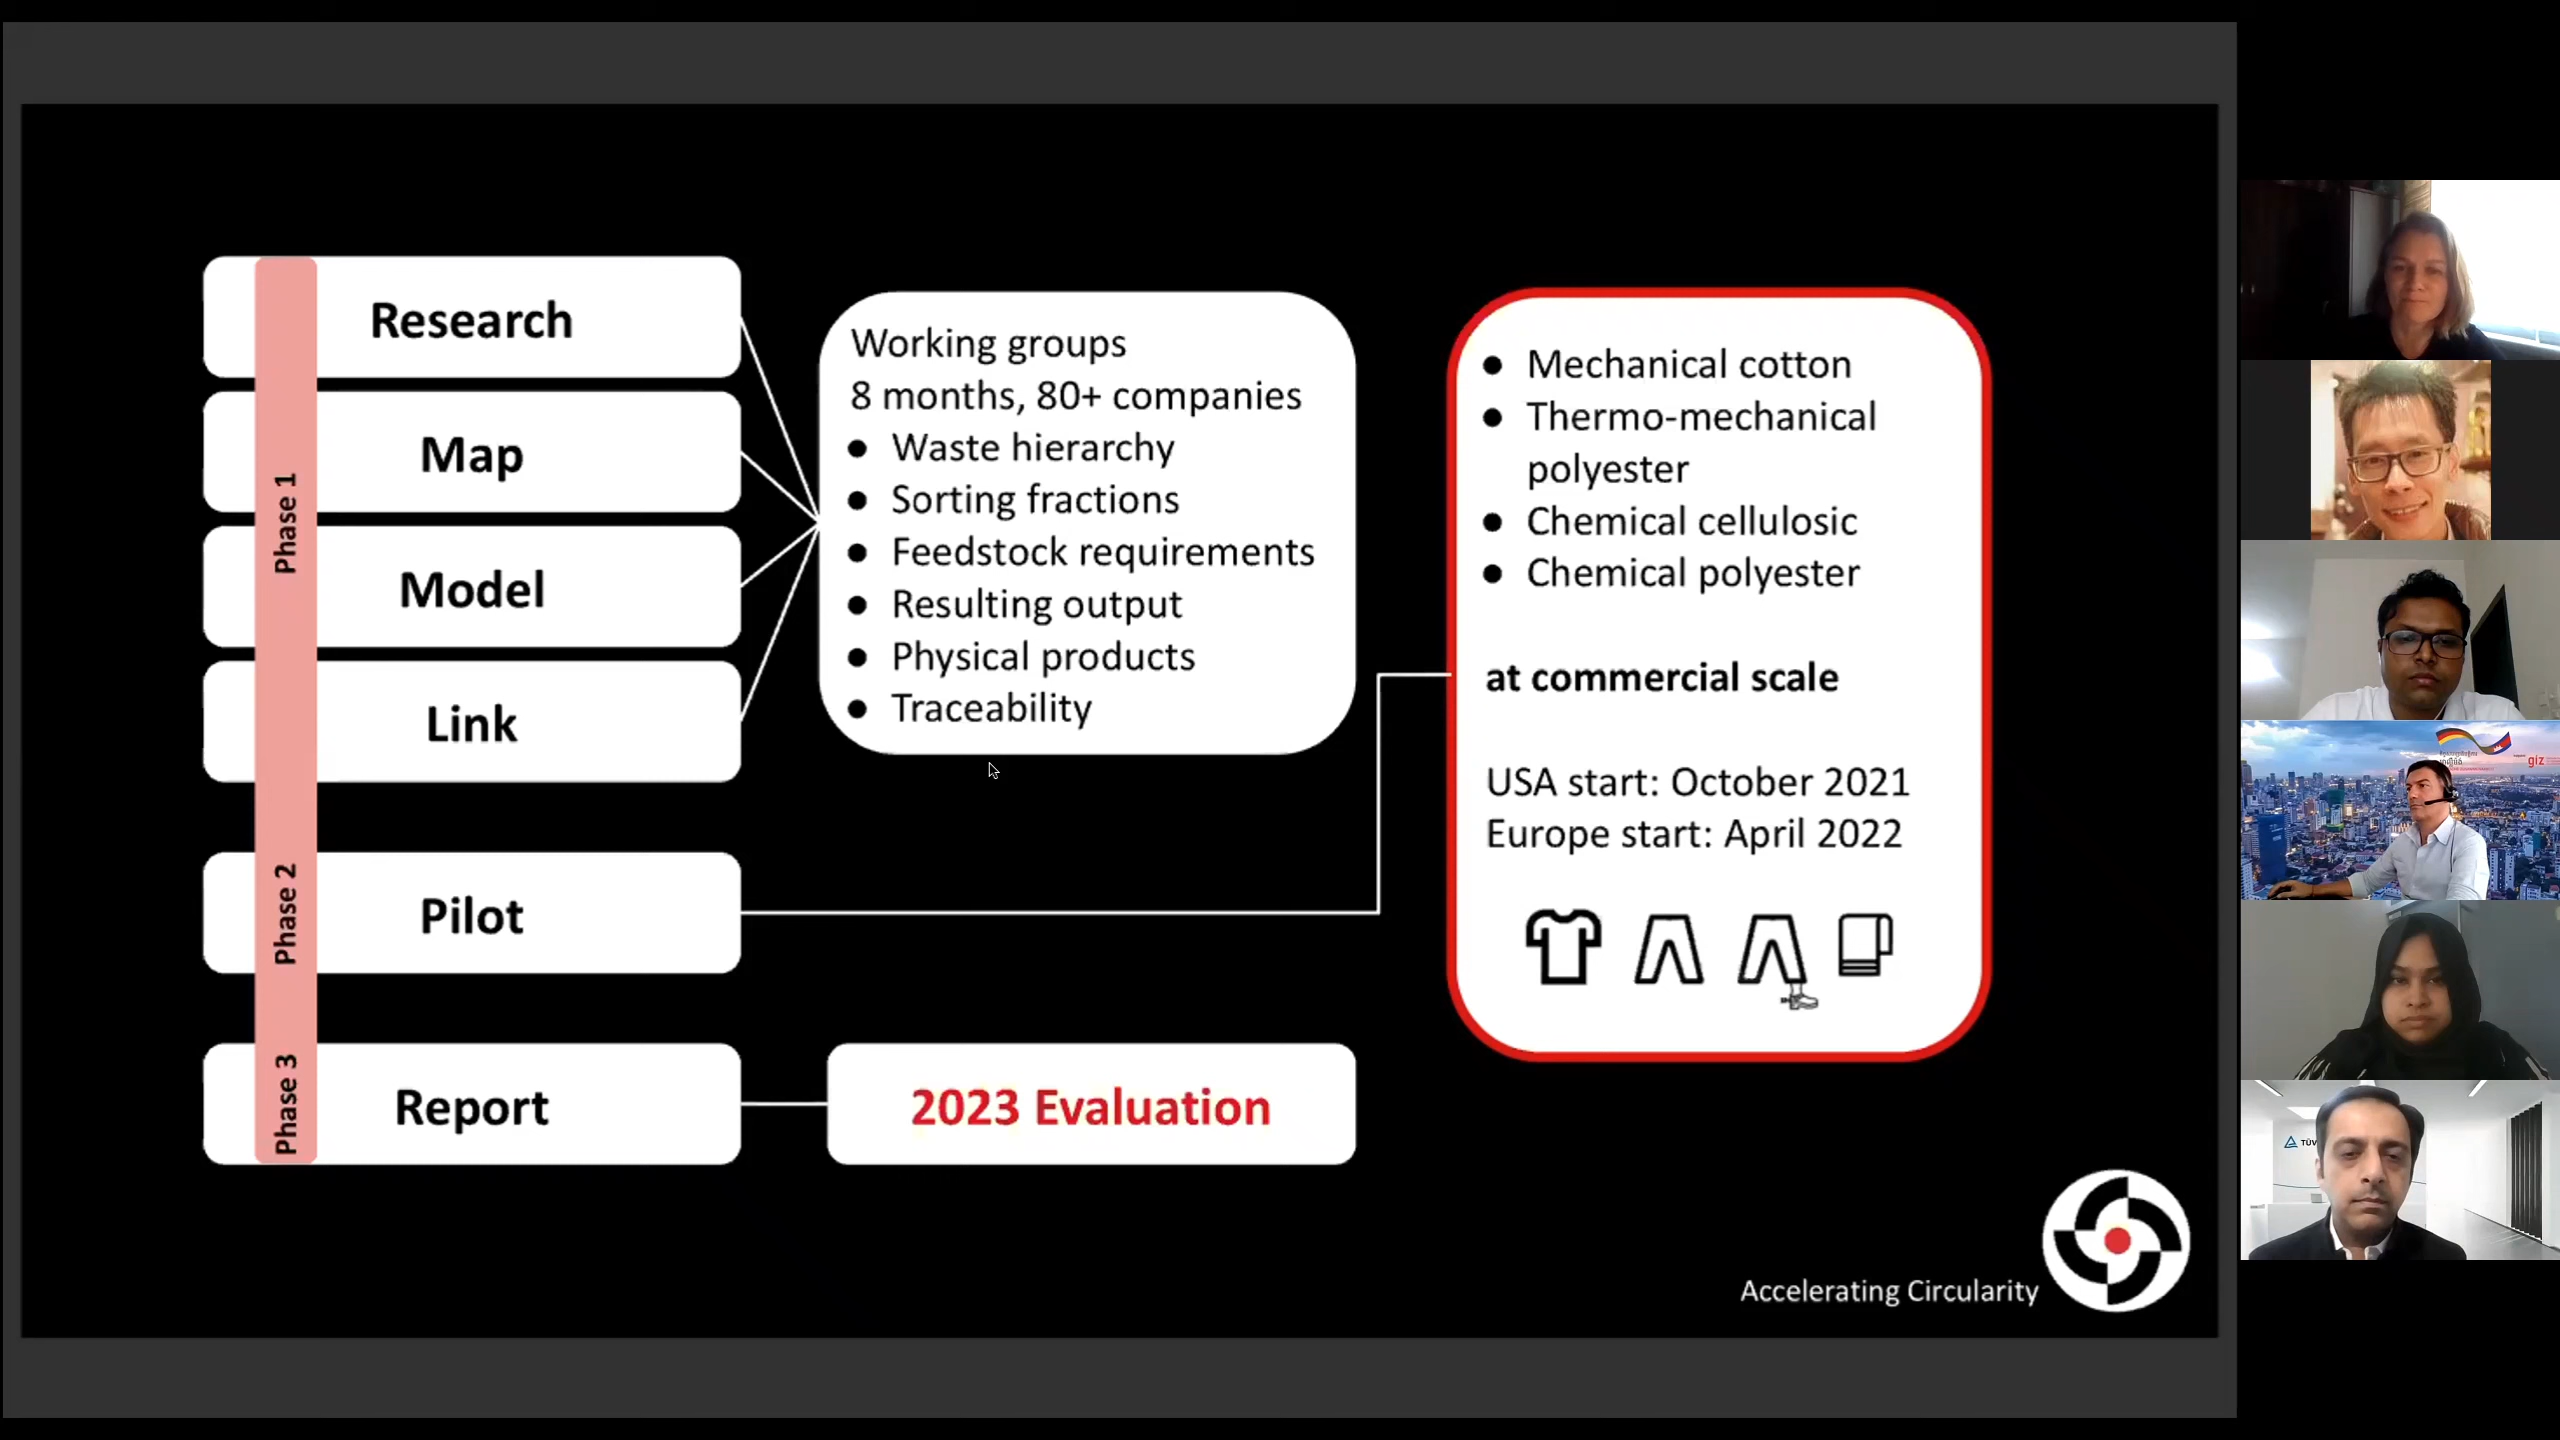 Phase 1
Research
Map
Model
Link
Phase 2
Pilot
Phase 3
Report
Working groups
8 months, 80+ companies
● Waste hierarchy
● Sorting fractions
● Feedstock requirements
● Resulting output
● Physical products
● Traceability
2023 Evaluation
● Mechanical cotton
● Thermo-mechanical
polyester
● Chemical cellulosic
● Chemical polyester
at commercial scale
USA start: October 2021
Europe start: April 2022
Accelerating Circularity
giz
TÜV